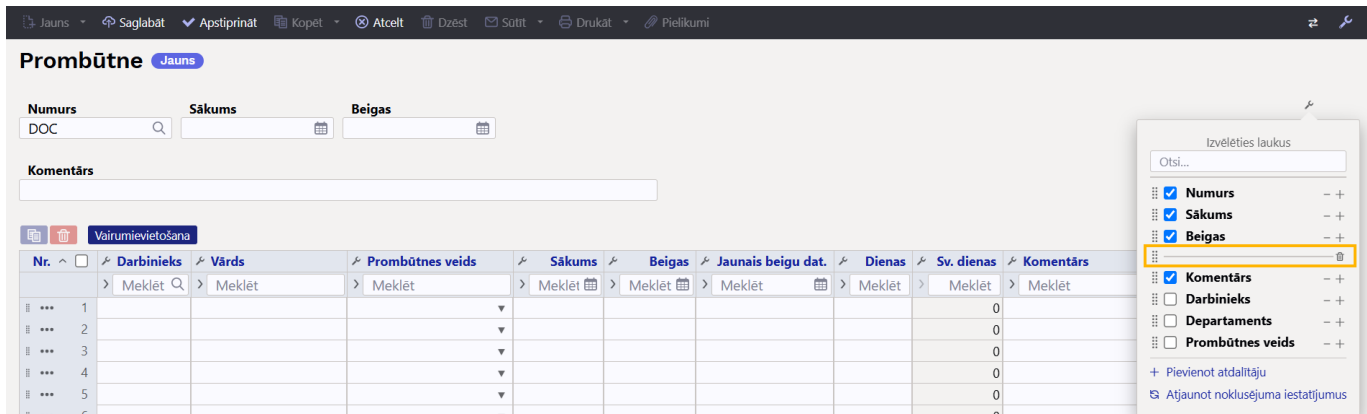 Jauns Saglabāt Apstiprināt Kopēt Atcelt Dzēst Sūtīt Drukāt Pielikumi
Prombūtne Jauns
Numurs Sākums Beigas
DOC
Izvēlēties laukus
Otsi...
Komentārs
Numurs
Sākums
Beigas
Komentārs
Darbinieks
Departaments
Prombūtnes veids
+ Pievienot atdalītāju
Atjaunot noklusējuma iestatījumus
Vairumievietošana
Nr. Darbinieks Vārds Prombūtnes veids Sākums Beigas Jaunais beigu dat. Dienas Sv. dienas Komentārs
Meklēt Meklēt Meklēt Meklēt Meklēt Meklēt Meklēt Meklēt Meklēt
1 0
2 0
3 0
4 0
5 0